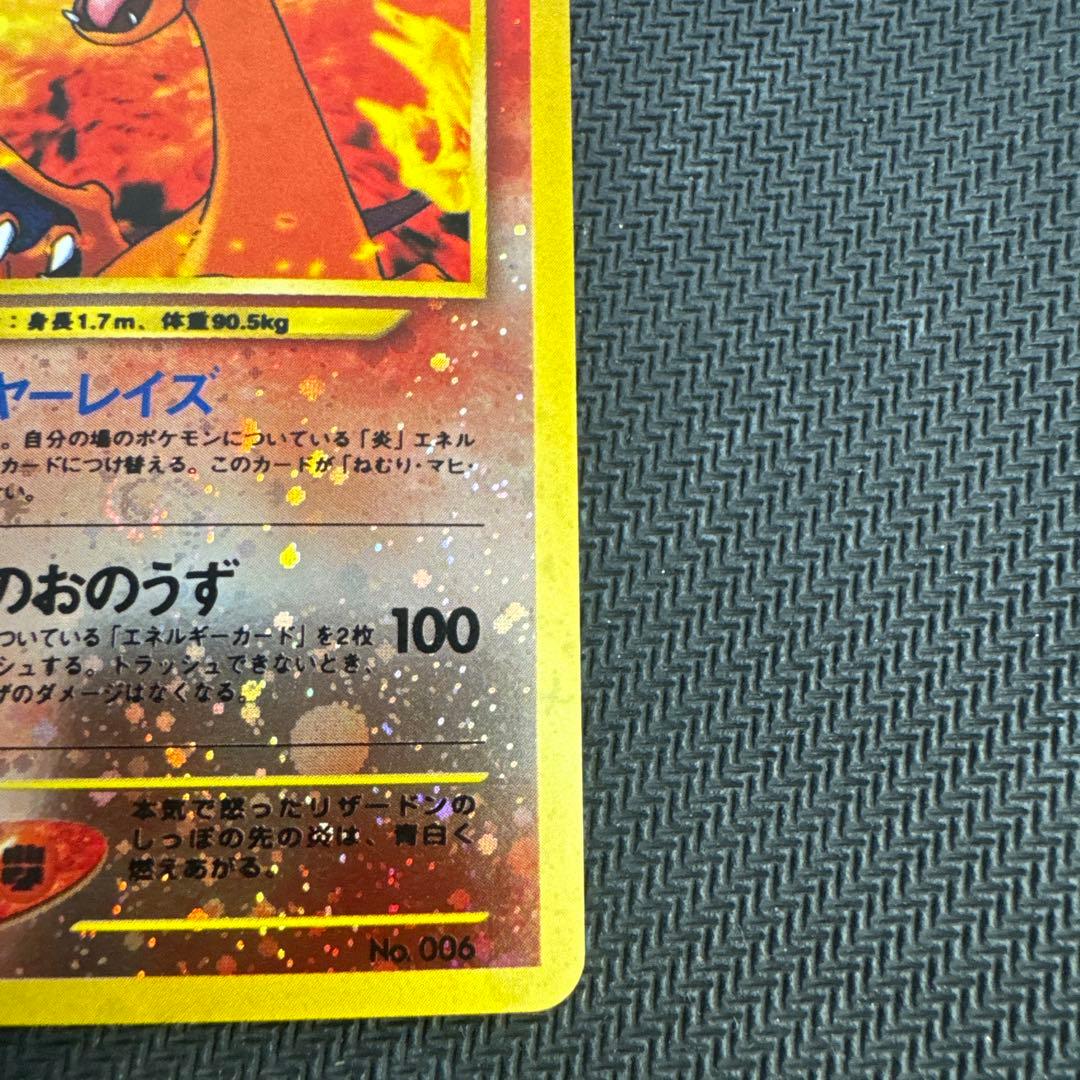 ：身長1.7m、体重90.5kg
ャーレイズ
。自分の場のポケモンについている「炎」エネル
カードにつけ替える。このカードが「ねむり・マヒ・
い。
のおのうず
ついている「エネルギーカード」を2枚
シュする。トラッシュできないとき、
ザのダメージはなくなる。
100
本気で怒ったリザードンの
しっぽの先の炎は、青白く
燃えあがる。
No. 006